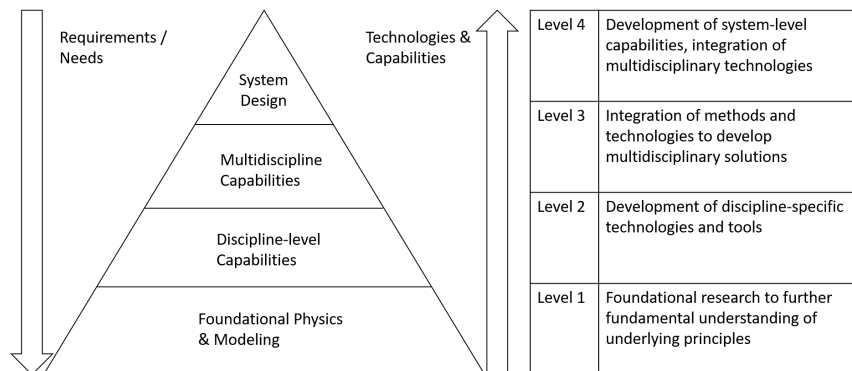 Requirements /
Needs
Technologies &
Capabilities
System
Design
Multidiscipline
Capabilities
Discipline-level
Capabilities
Foundational Physics
& Modeling
Level 4
Development of system-level
capabilities, integration of
multidisciplinary technologies
Level 3
Integration of methods and
technologies to develop
multidisciplinary solutions
Level 2
Development of discipline-specific
technologies and tools
Level 1
Foundational research to further
fundamental understanding of
underlying principles